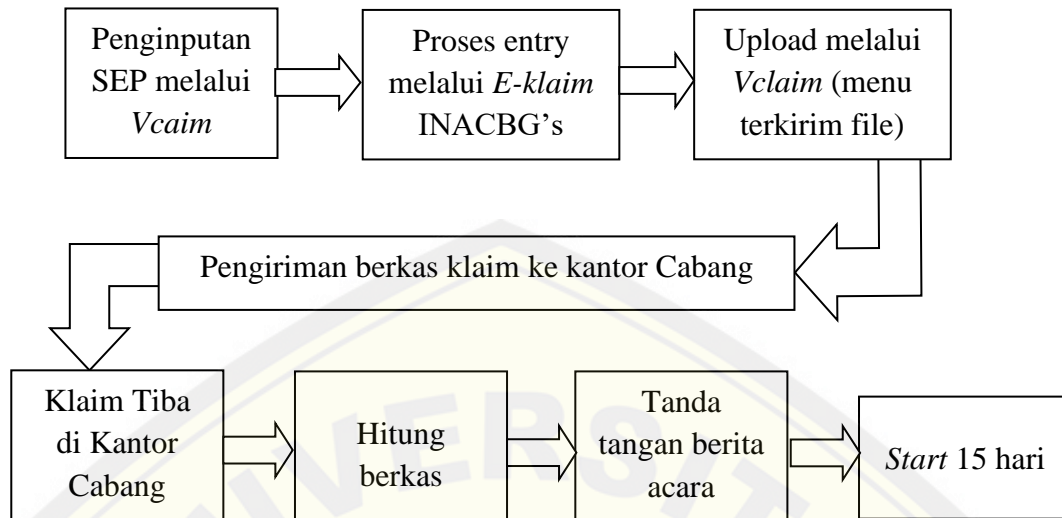 Penginputan
SEP melalui
Vcaim
Proses entry
melalui E-klaim
INACBG's
Upload melalui
Vclaim (menu
terkirim file)
Pengiriman berkas klaim ke kantor Cabang
Klaim Tiba
di Kantor
Cabang
Hitung
berkas
Tanda
tangan berita
acara
Start 15 hari